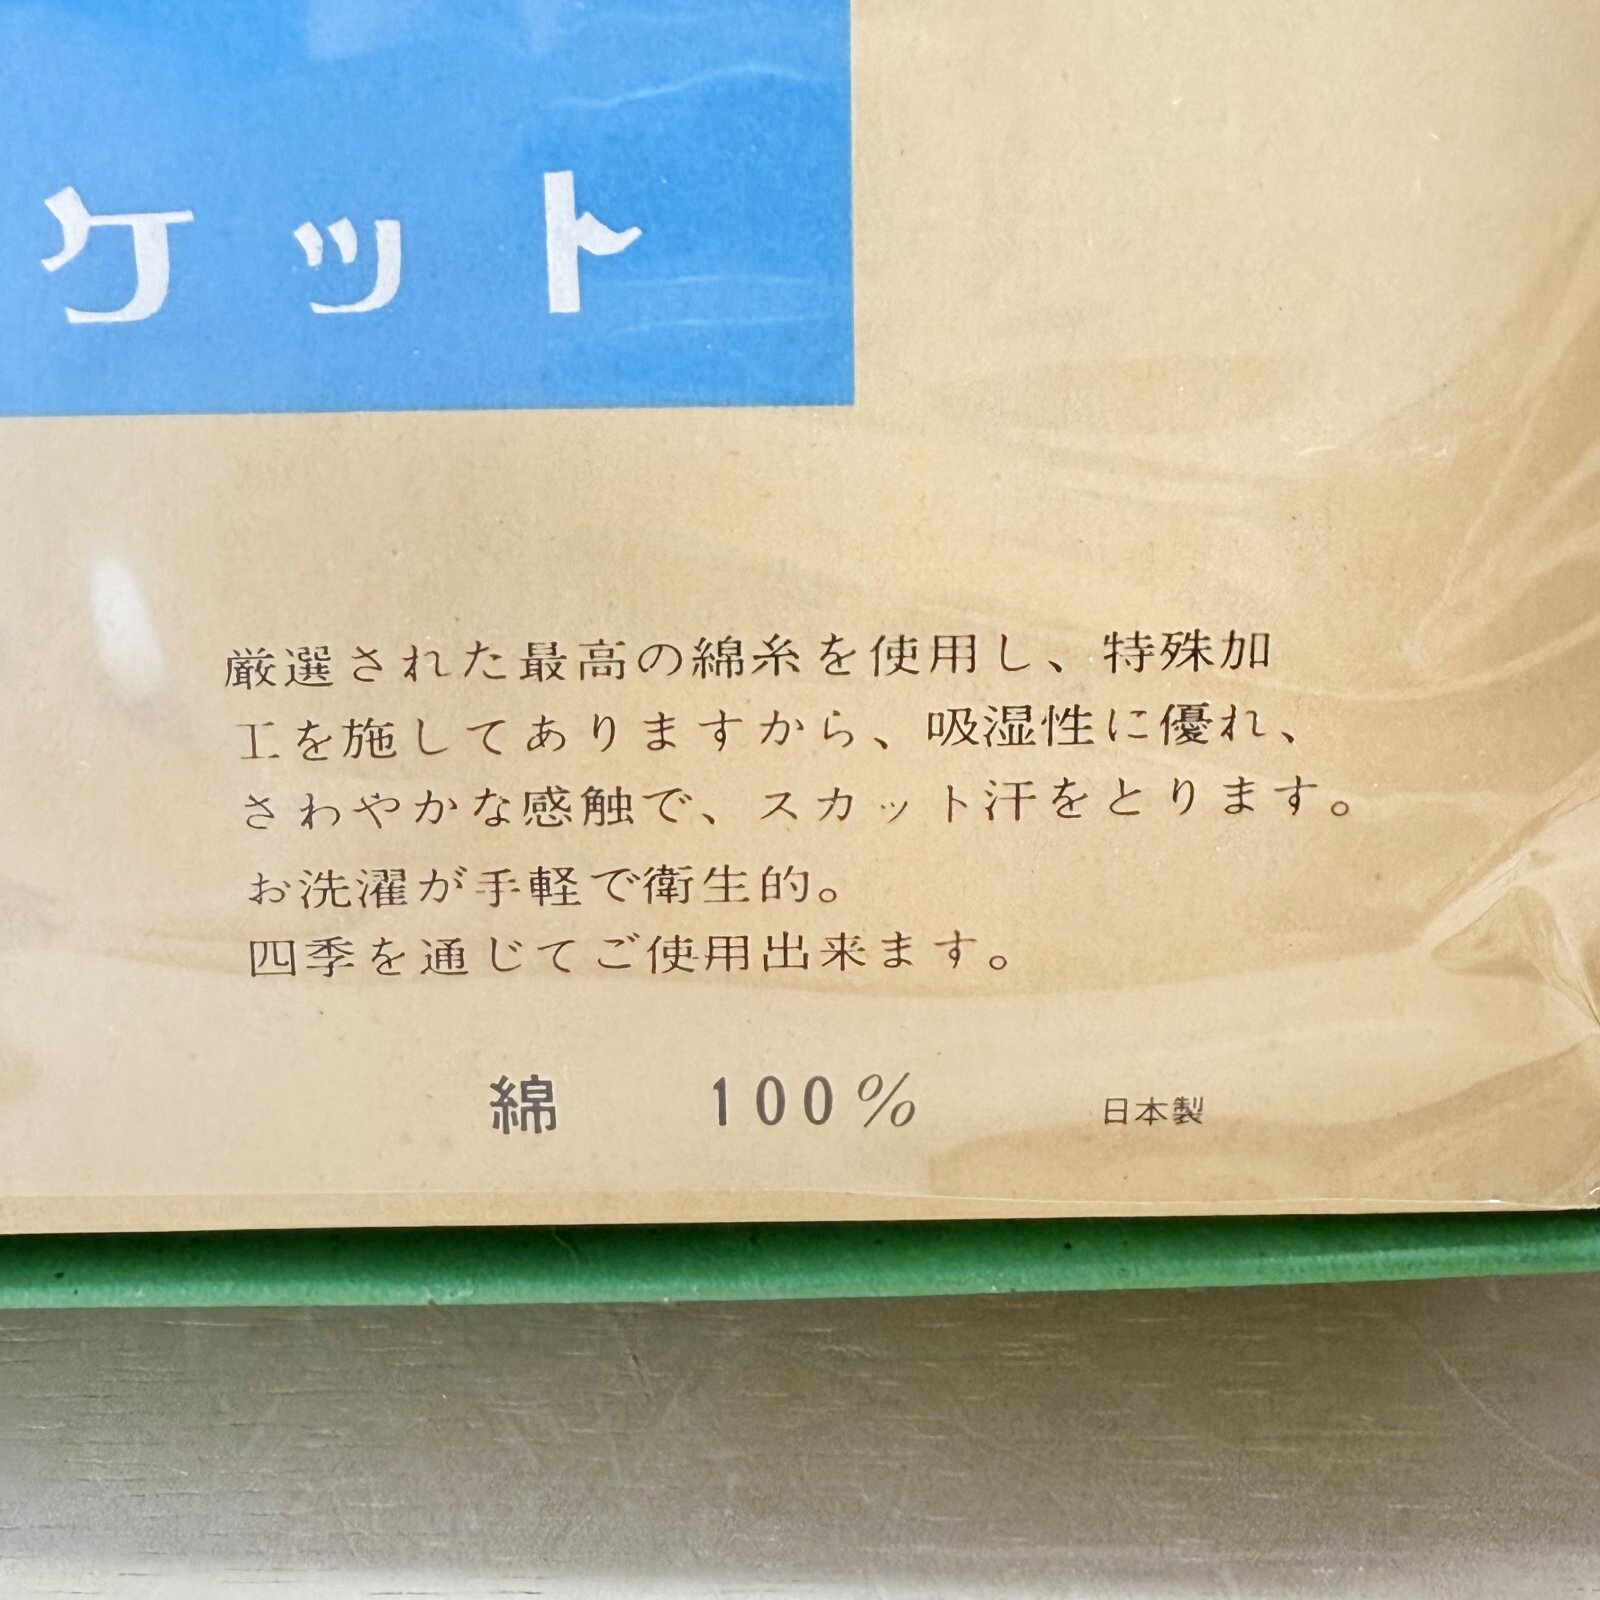 ケット
厳選された最高の綿糸を使用し、特殊加
工を施してありますから、吸湿性に優れ、
さわやかな感触で、スカット汗をとります。
お洗濯が手軽で衛生的。
四季を通じてご使用出来ます。
綿 100% 日本製